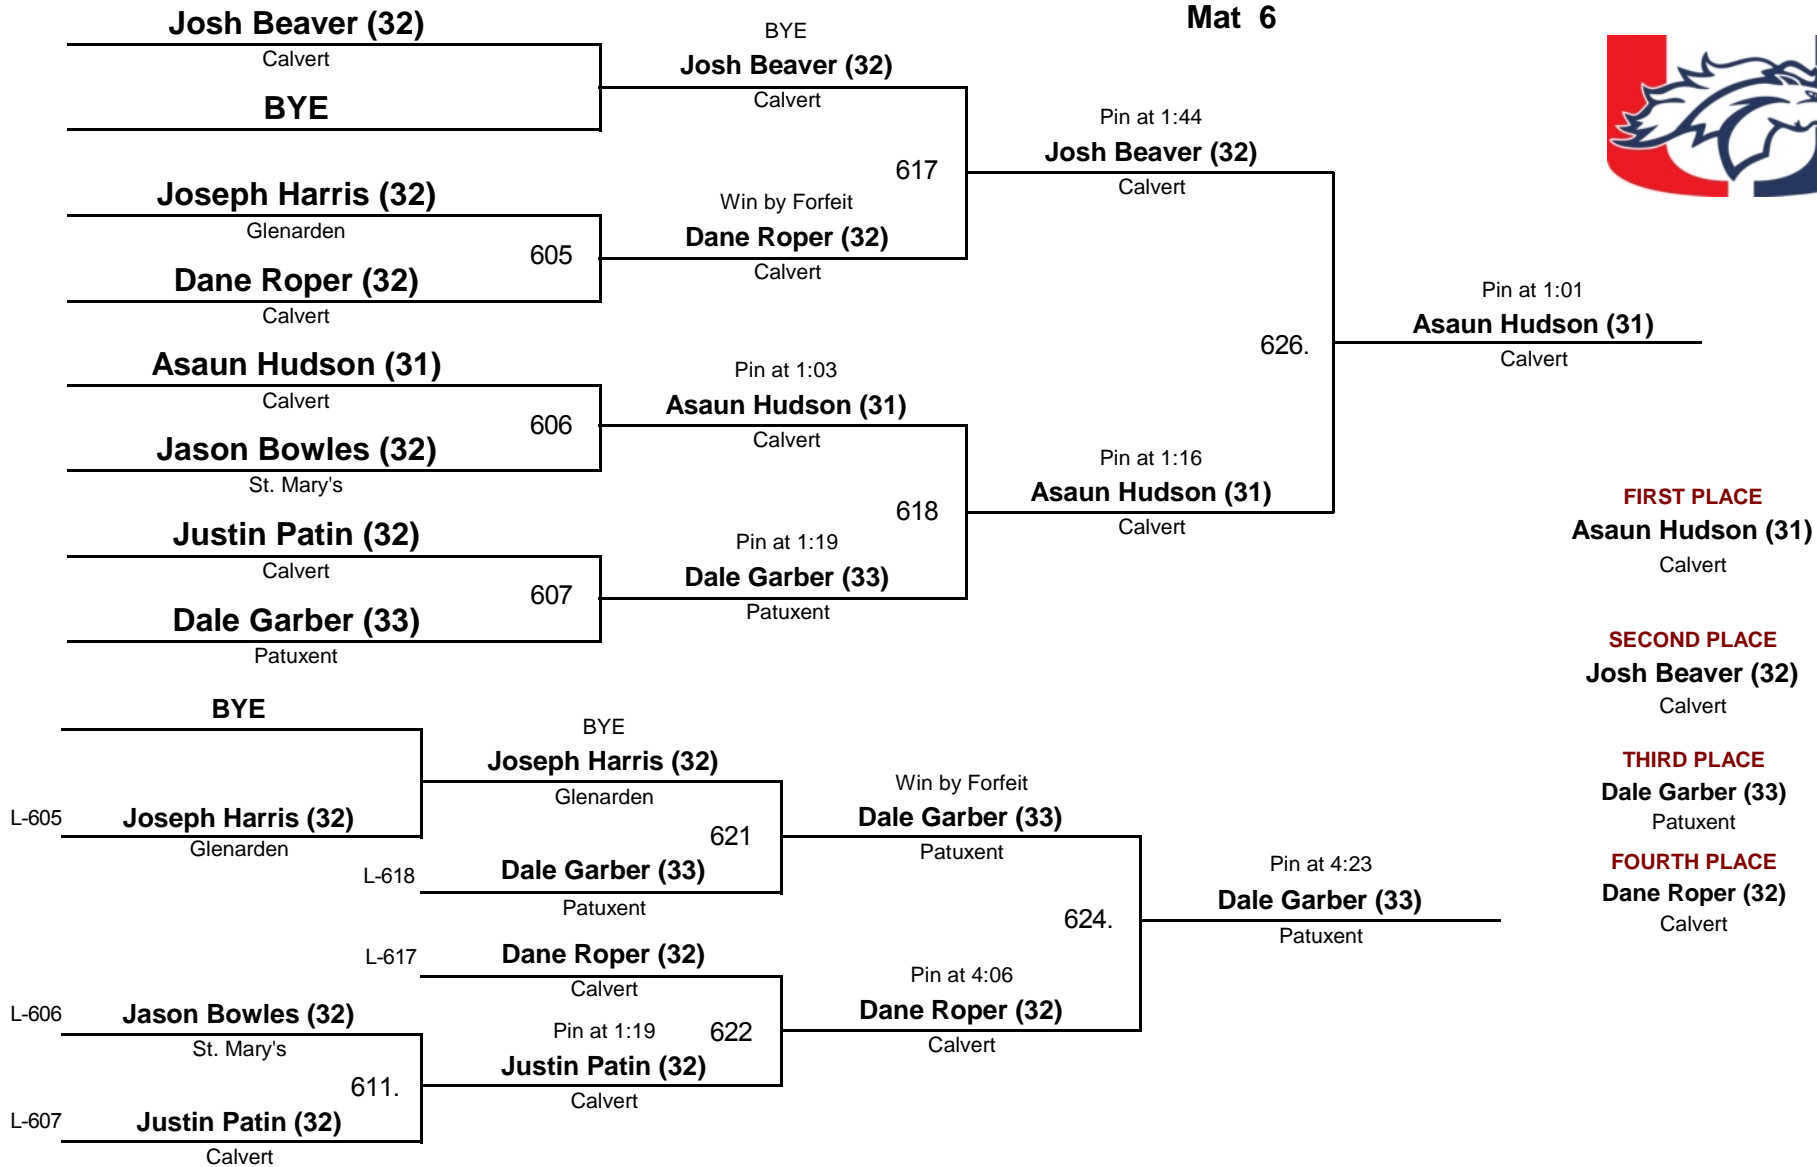 Mat 6
Josh Beaver (32)
Calvert
BYE
Joseph Harris (32)
Glenarden
605
Dane Roper (32)
Calvert
Asaun Hudson (31)
Calvert
606
Jason Bowles (32)
St. Mary's
Justin Patin (32)
Calvert
607
Dale Garber (33)
Patuxent
BYE
Josh Beaver (32)
Calvert
617
Win by Forfeit
Dane Roper (32)
Calvert
Pin at 1:03
Asaun Hudson (31)
Calvert
618
Pin at 1:19
Dale Garber (33)
Patuxent
Pin at 1:44
Josh Beaver (32)
Calvert
626.
Pin at 1:16
Asaun Hudson (31)
Calvert
Pin at 1:01
Asaun Hudson (31)
Calvert
FIRST PLACE
Asaun Hudson (31)
Calvert
SECOND PLACE
Josh Beaver (32)
Calvert
THIRD PLACE
Dale Garber (33)
Patuxent
FOURTH PLACE
Dane Roper (32)
Calvert
BYE
L-605
Joseph Harris (32)
Glenarden
L-606
Jason Bowles (32)
St. Mary's
611.
L-607
Justin Patin (32)
Calvert
BYE
Joseph Harris (32)
Glenarden
621
L-618
Dale Garber (33)
Patuxent
L-617
Dane Roper (32)
Calvert
622
Pin at 1:19
Justin Patin (32)
Calvert
Win by Forfeit
Dale Garber (33)
Patuxent
624.
Pin at 4:06
Dane Roper (32)
Calvert
Pin at 4:23
Dale Garber (33)
Patuxent